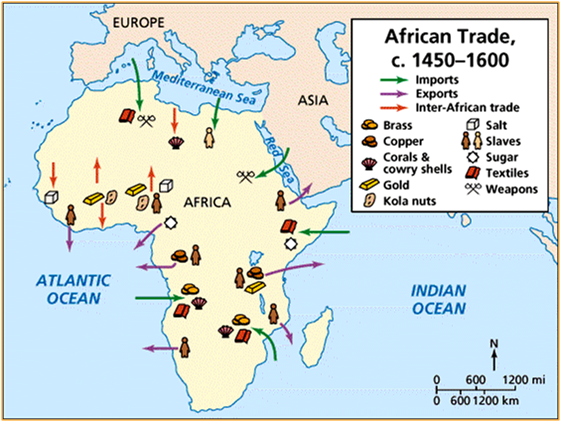 EUROPE
Mediterranean Sea
ASIA
Red Sea
AFRICA
ATLANTIC
OCEAN
INDIAN
OCEAN
African Trade,
c. 1450–1600
Imports
Exports
Inter-African trade
Brass
Copper
Corals &
cowry shells
Gold
Kola nuts
Salt
Slaves
Sugar
Textiles
Weapons
N
0 600 1200 mi
0 600 1200 km